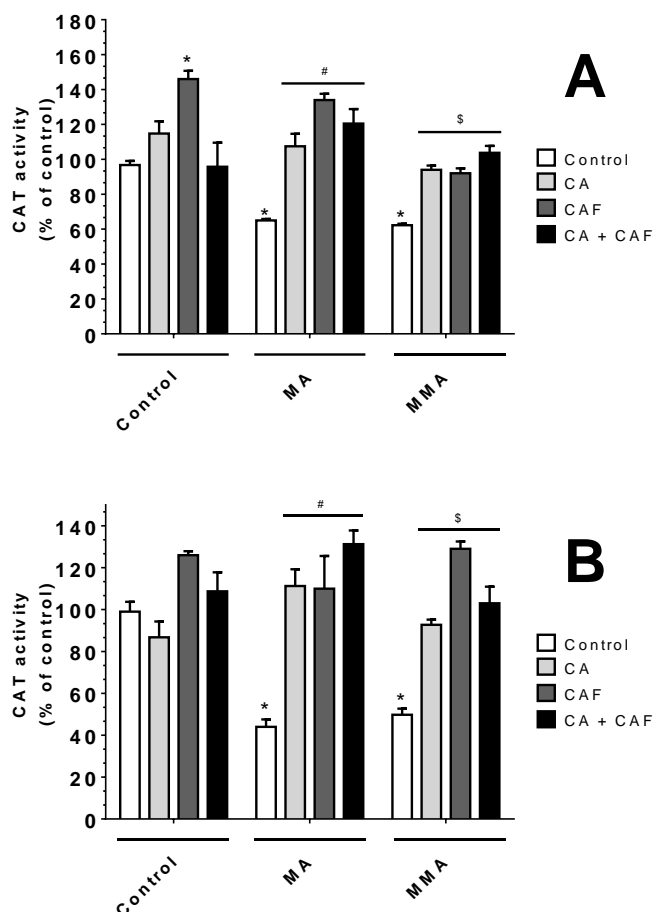 180
160
140
120
100
80
60
40
20
0
CAT activity
(% of control)
*
*
#
*
$
Control
MA
MMA
A
Control
CA
CAF
CA + CAF
140
120
100
80
60
40
20
0
CAT activity
(% of control)
*
#
*
$
Control
MA
MMA
B
Control
CA
CAF
CA + CAF